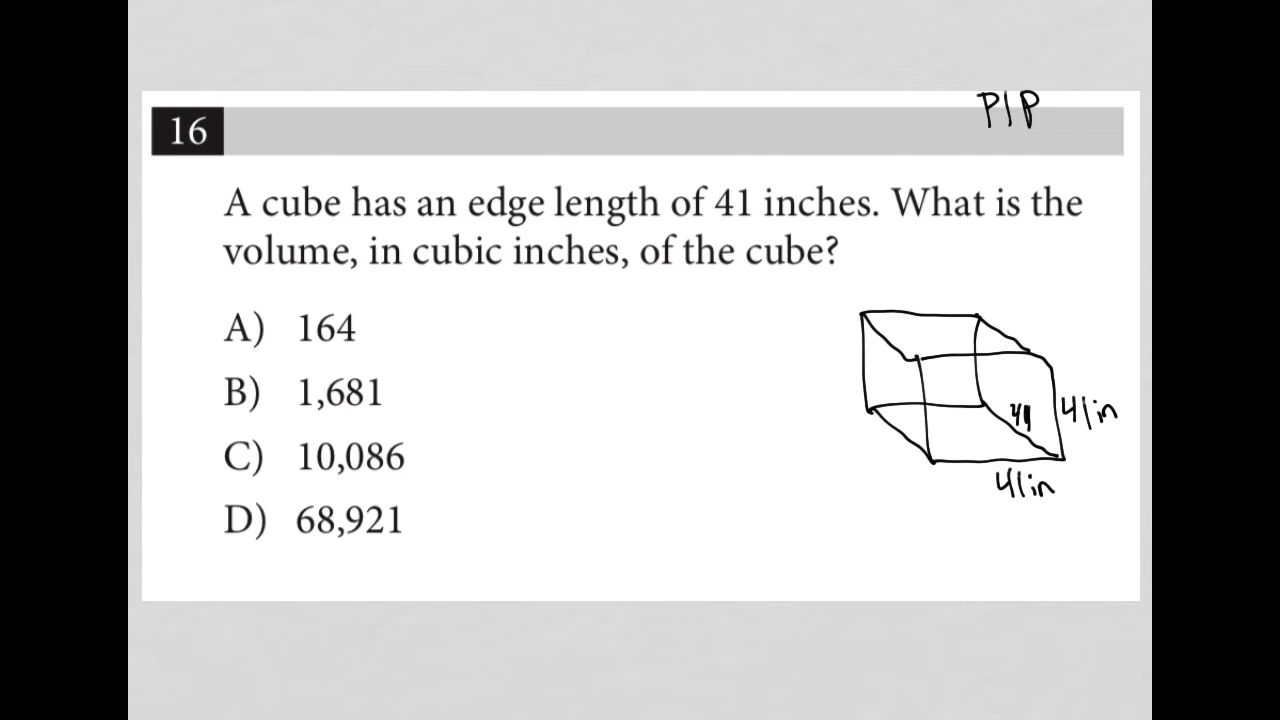 P1P
16
A cube has an edge length of 41 inches. What is the
volume, in cubic inches, of the cube?
A) 164
B) 1,681
C) 10,086
D) 68,921
41in
41
41in